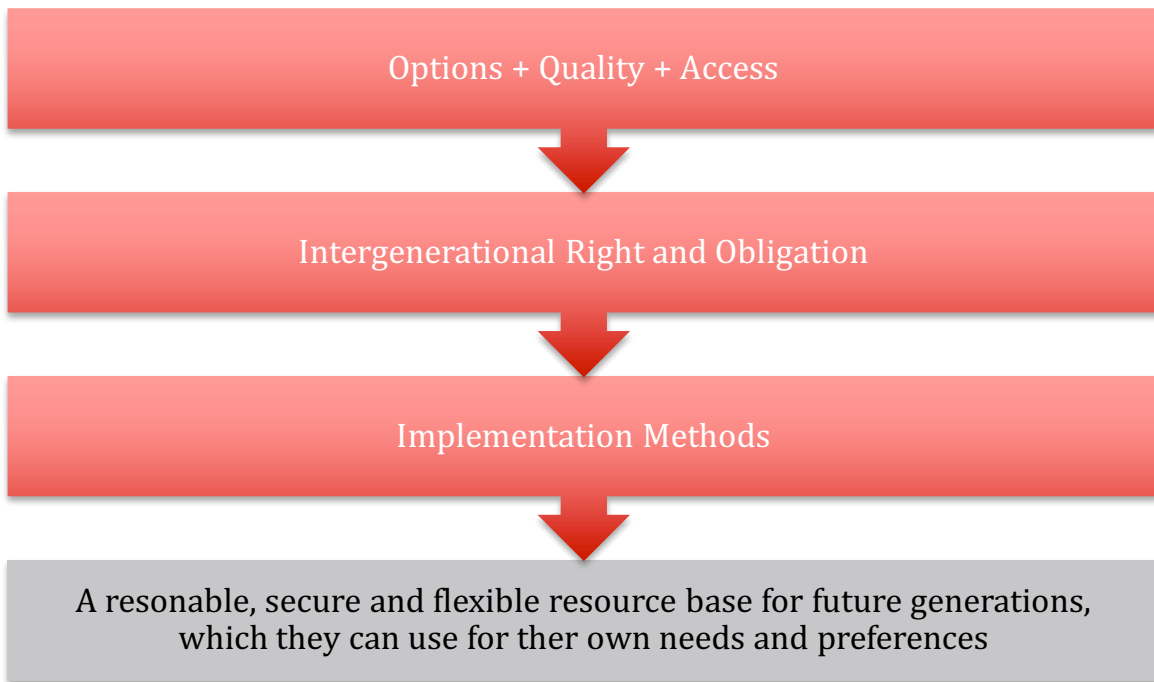 Options + Quality + Access
Intergenerational Right and Obligation
Implementation Methods
A resonable, secure and flexible resource base for future generations,
which they can use for ther own needs and preferences